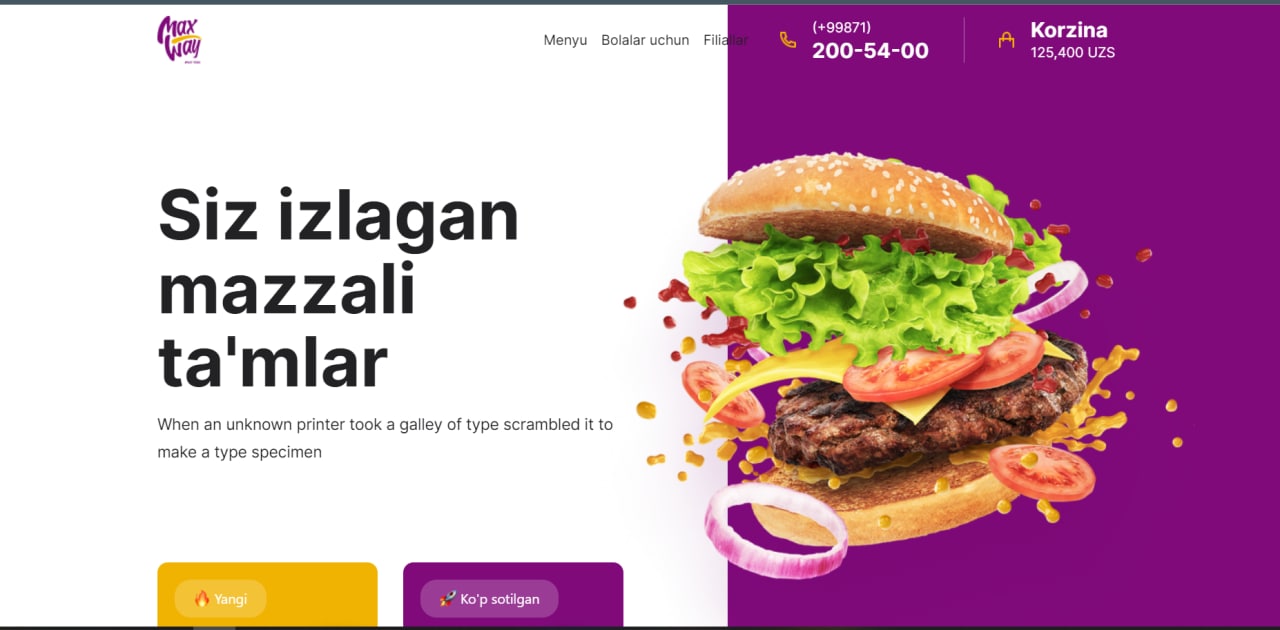 Max
Way
Menyu Bolalar uchun Filiallar
(+99871)
200-54-00
Korzina
125,400 UZS
Siz izlagan
mazzali
ta'mlar
When an unknown printer took a galley of type scrambled it to
make a type specimen
🔥 Yangi
🚀 Ko'p sotilgan